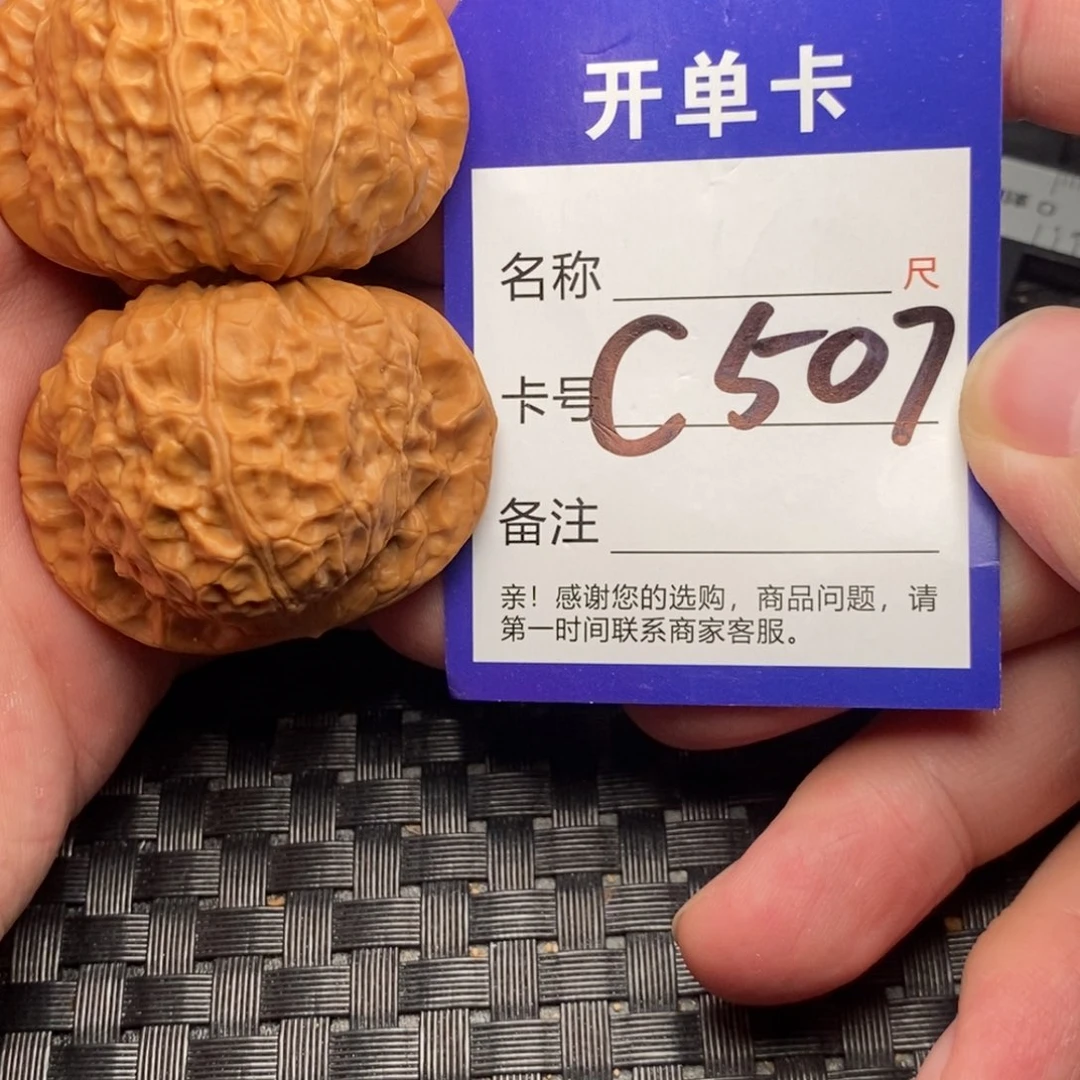 开单卡
名称 尺
卡号 C507
备注
亲！感谢您的选购，商品问题，请
第一时间联系商家客服。